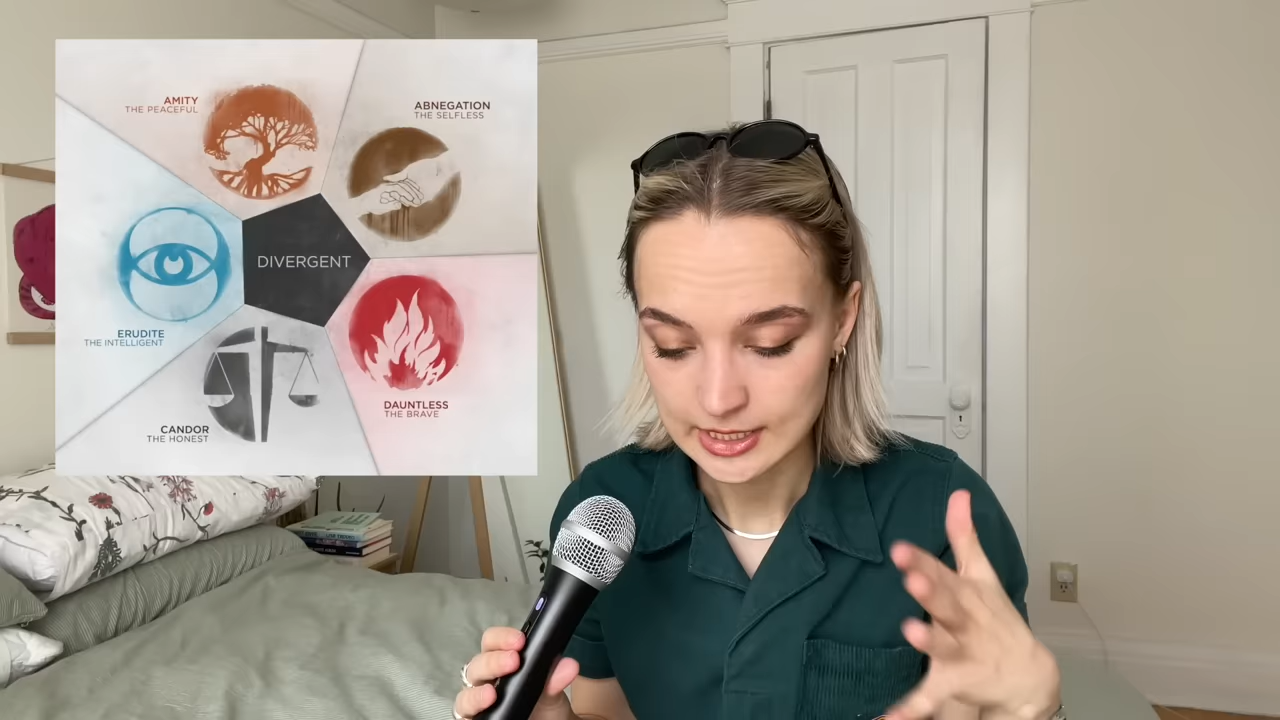 AMITY
THE PEACEFUL
ABNEGATION
THE SELFLESS
DIVERGENT
ERUDITE
THE INTELLIGENT
DAUNTLESS
THE BRAVE
CANDOR
THE HONEST